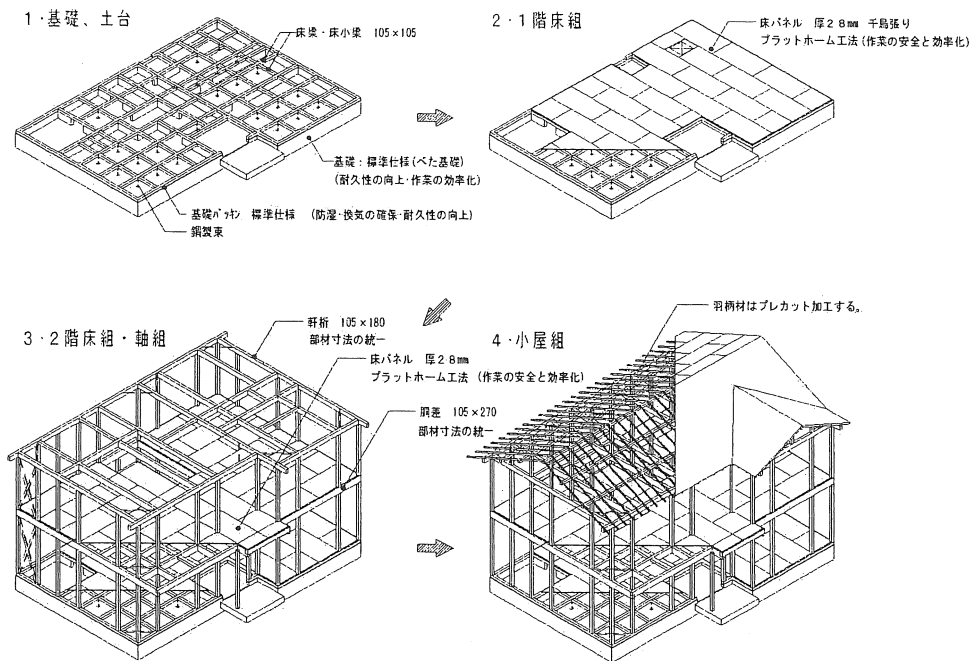 1・基礎、土台
床梁・床小梁 105×105
基礎:標準仕様(べた基礎)
(耐久性の向上・作業の効率化)
基礎パッキン 標準仕様 (防湿・換気の確保・耐久性の向上)
鋼製束
2・1階床組
床パネル 厚28mm 千鳥張り
プラットホーム工法(作業の安全と効率化)
3・2階床組・軸組
軒桁 105×180
部材寸法の統一
床パネル 厚28mm
プラットホーム工法 (作業の安全と効率化)
胴差 105×270
部材寸法の統一
4・小屋組
羽柄材はプレカット加工する。